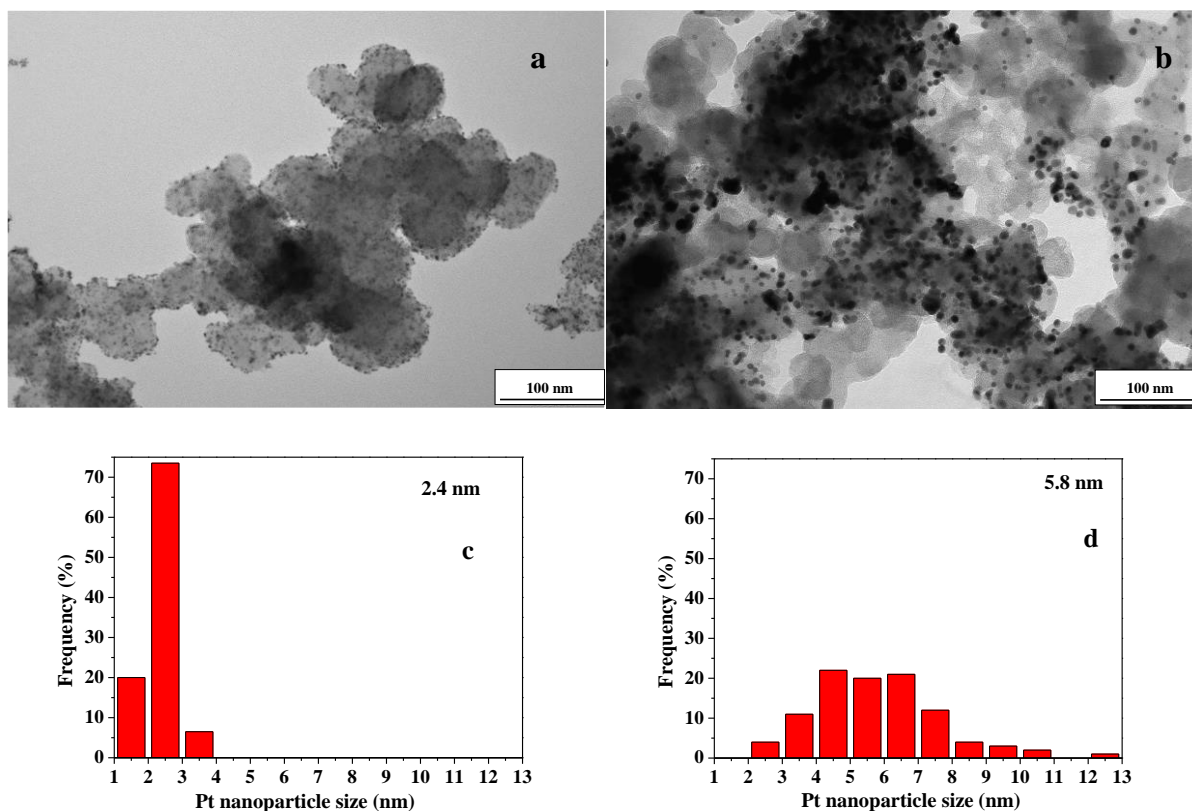 a
b
100 nm
100 nm
2.4 nm
c
Frequency (%)
70
60
50
40
30
20
10
0
1 2 3 4 5 6 7 8 9 10 11 12 13
Pt nanoparticle size (nm)
5.8 nm
d
Frequency (%)
70
60
50
40
30
20
10
0
1 2 3 4 5 6 7 8 9 10 11 12 13
Pt nanoparticle size (nm)